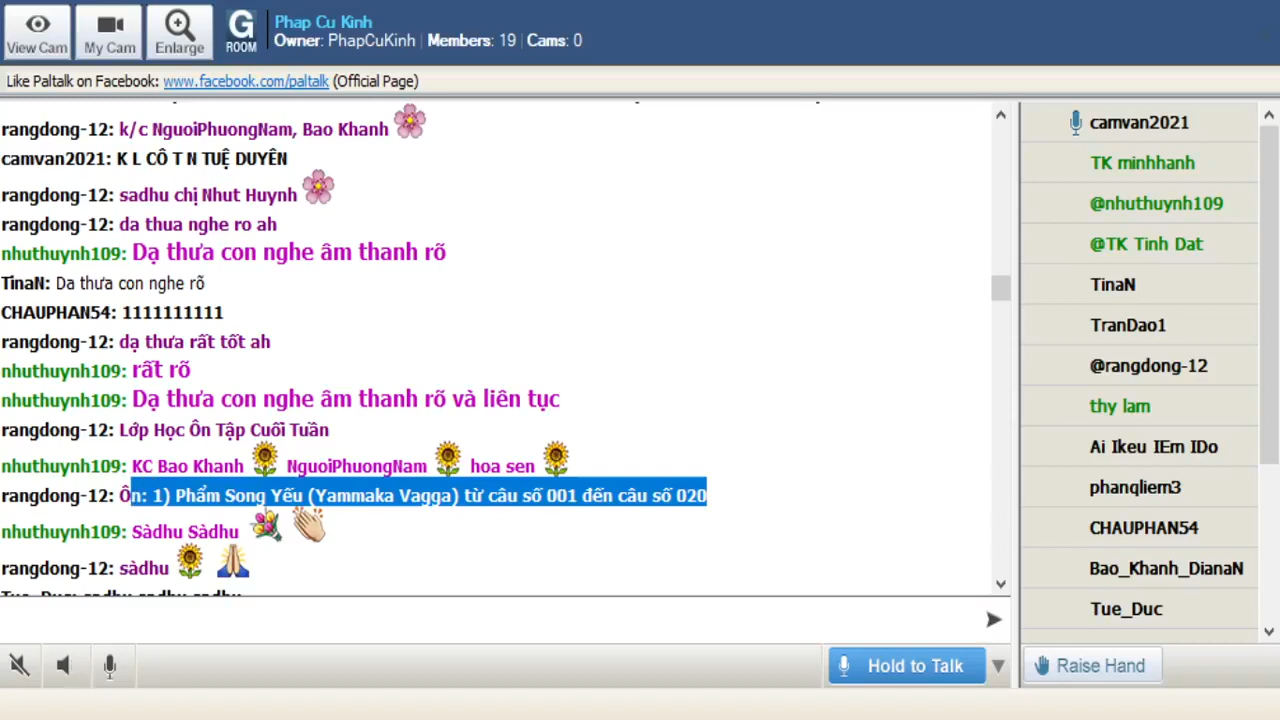 View Cam
My Cam
Enlarge
G
ROOM
Phap Cu Kinh
Owner: PhapCuKinh | Members: 19 | Cams: 0
Like Paltalk on Facebook: www.facebook.com/paltalk (Official Page)
rangdong-12: k/c NguoiPhuongNam, Bao Khanh
camvan2021: K L CÔ T N TUỆ DUYÊN
rangdong-12: sadhu chị Nhut Huynh
rangdong-12: da thua nghe ro ah
nhuthuynh109: Dạ thưa con nghe âm thanh rõ
TinaN: Da thưa con nghe rõ
CHAUPHAN54: 1111111111
rangdong-12: dạ thưa rất tốt ah
nhuthuynh109: rất rõ
nhuthuynh109: Dạ thưa con nghe âm thanh rõ và liên tục
rangdong-12: Lớp Học Ôn Tập Cuối Tuần
nhuthuynh109: KC Bao Khanh NguoiPhuongNam hoa sen
rangdong-12: Ôn: 1) Phẩm Song Yếu (Yammaka Vagga) từ câu số 001 đến câu số 020
nhuthuynh109: Sàdhu Sàdhu
rangdong-12: sàdhu
Tue_Duc: sadhu sadhu sadhu
Hold to Talk
camvan2021
TK minhhanh
@nhuthuynh109
@TK Tinh Dat
TinaN
TranDao1
@rangdong-12
thy lam
Ai Ikeu IEm IDo
phanqliem3
CHAUPHAN54
Bao_Khanh_DianaN
Tue_Duc
Raise Hand